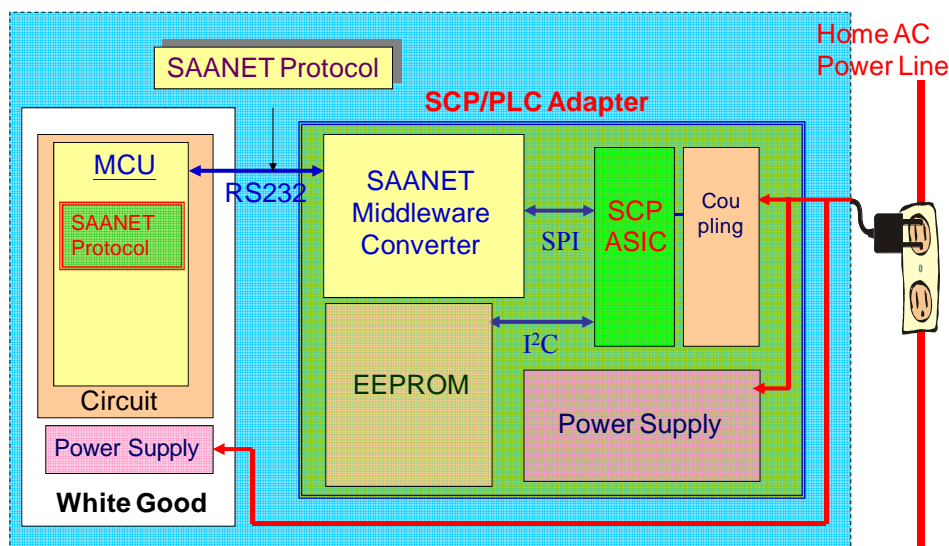 Home AC
Power Line
SAANET Protocol
SCP/PLC Adapter
MCU
SAANET
Protocol
RS232
SAANET
Middleware
Converter
SPI
SCP
ASIC
Cou
pling
I²C
EEPROM
Circuit
Power Supply
Power Supply
White Good